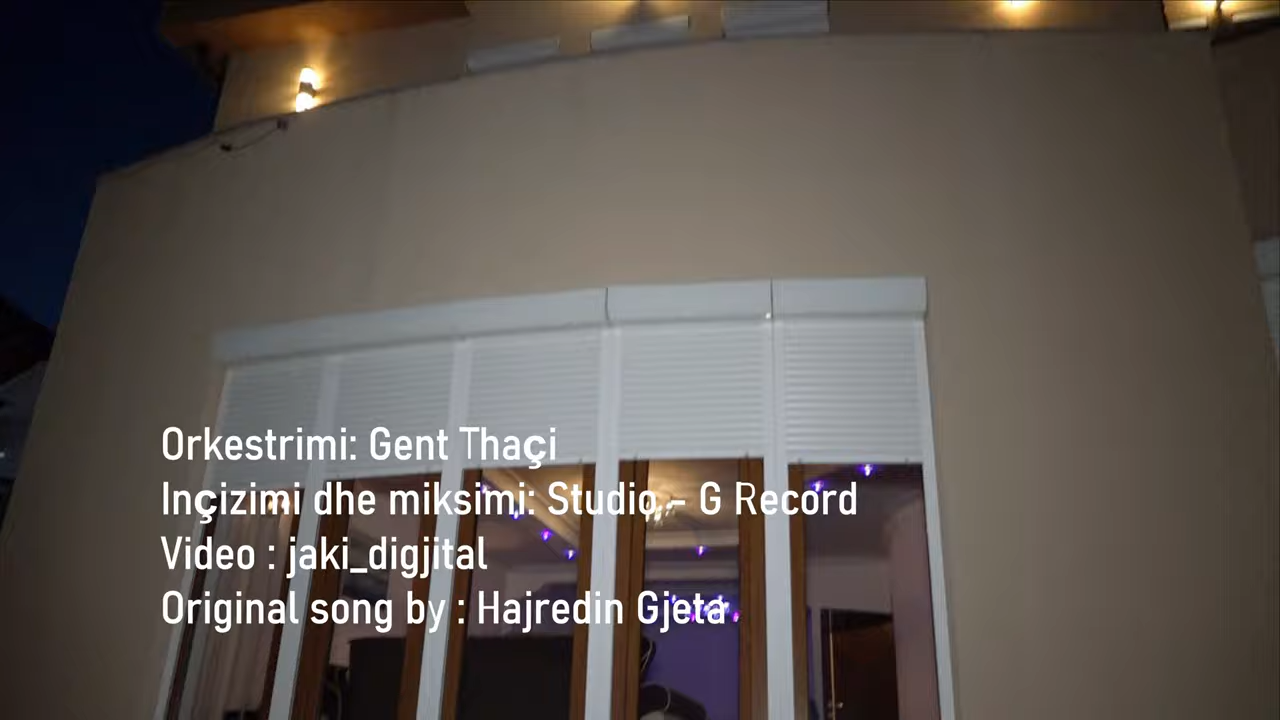 Orkestrimi: Gent Thaçi
Inçizimi dhe miksimi: Studio - G Record
Video : jaki_digjital
Original song by : Hajredin Gjeta